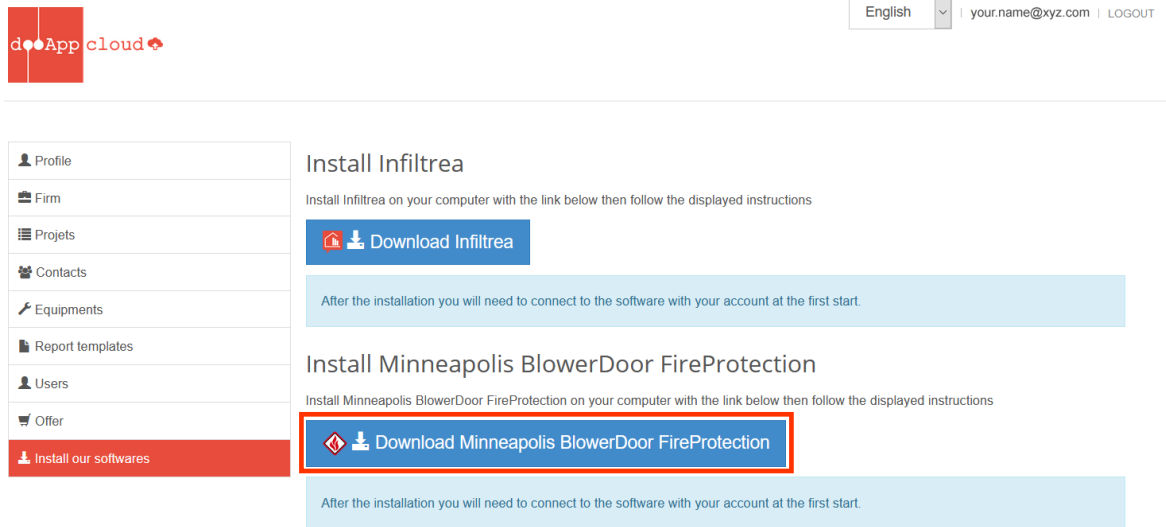 English
your.name@xyz.com | LOGOUT
dooApp cloud
Profile
Firm
Projets
Contacts
Equipments
Report templates
Users
Offer
Install our softwares
Install Infiltrea
Install Infiltrea on your computer with the link below then follow the displayed instructions
Download Infiltrea
After the installation you will need to connect to the software with your account at the first start.
Install Minneapolis BlowerDoor FireProtection
Install Minneapolis BlowerDoor FireProtection on your computer with the link below then follow the displayed instructions
Download Minneapolis BlowerDoor FireProtection
After the installation you will need to connect to the software with your account at the first start.